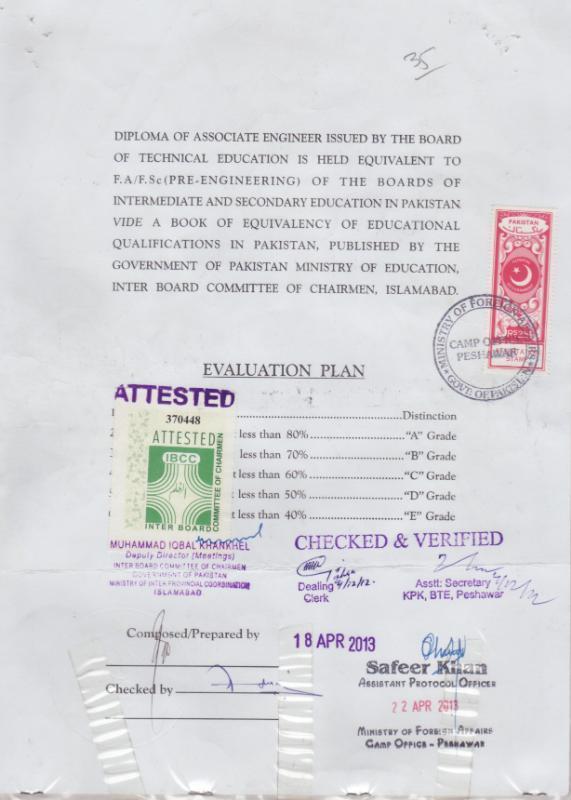 35
DIPLOMA OF ASSOCIATE ENGINEER ISSUED BY THE BOARD
OF TECHNICAL EDUCATION IS HELD EQUIVALENT TO
F.A/F.Sc(PRE-ENGINEERING) OF THE BOARDS OF
INTERMEDIATE AND SECONDARY EDUCATION IN PAKISTAN
VIDE A BOOK OF EQUIVALENCY OF EDUCATIONAL
QUALIFICATIONS IN PAKISTAN, PUBLISHED BY THE
GOVERNMENT OF PAKISTAN MINISTRY OF EDUCATION,
INTER BOARD COMMITTEE OF CHAIRMEN, ISLAMABAD.
PAKISTAN
MINISTRY OF FOREIGN
CAMP OFFICE
PESHAWAR
GOVT. OF PAKISTAN
EVALUATION PLAN
ATTESTED
370448
ATTESTED
IBCC
INTER BOARD
COMMITTEE OF CHAIRMEN
Distinction
less than 80% "A" Grade
less than 70% "B" Grade
less than 60% "C" Grade
less than 50% "D" Grade
less than 40% "E" Grade
MUHAMMAD IQBAL KHANKHEL
Deputy Director (Meetings)
INTER BOARD COMMITTEE OF CHAIRMEN
GOVERNMENT OF PAKISTAN
MINISTRY OF INTER PROVINCIAL COORDINATION
ISLAMABAD
CHECKED & VERIFIED
Dealing 4/12/12.
Clerk
Asstt: Secretary
KPK, BTE, Peshawar
Composed/Prepared by
Checked by
18 APR 2013
Safeer Khan
ASSISTANT PROTOCOL OFFICER
22 APR 2013
MINISTRY OF FOREIGN AFFAIRS
CAMP OFFICE - PESHAWAR